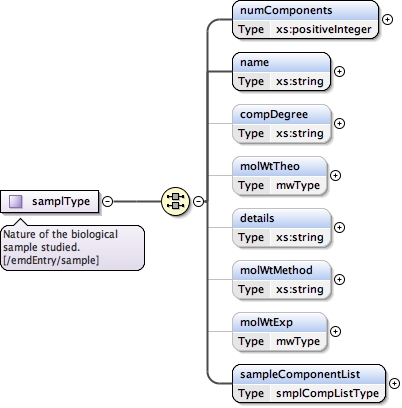 numComponents
Type xs:positiveInteger
name
Type xs:string
compDegree
Type xs:string
molWtTheo
Type mwType
samplType
Nature of the biological
sample studied.
[/emdEntry/sample]
details
Type xs:string
molWtMethod
Type xs:string
molWtExp
Type mwType
sampleComponentList
Type smplCompListType